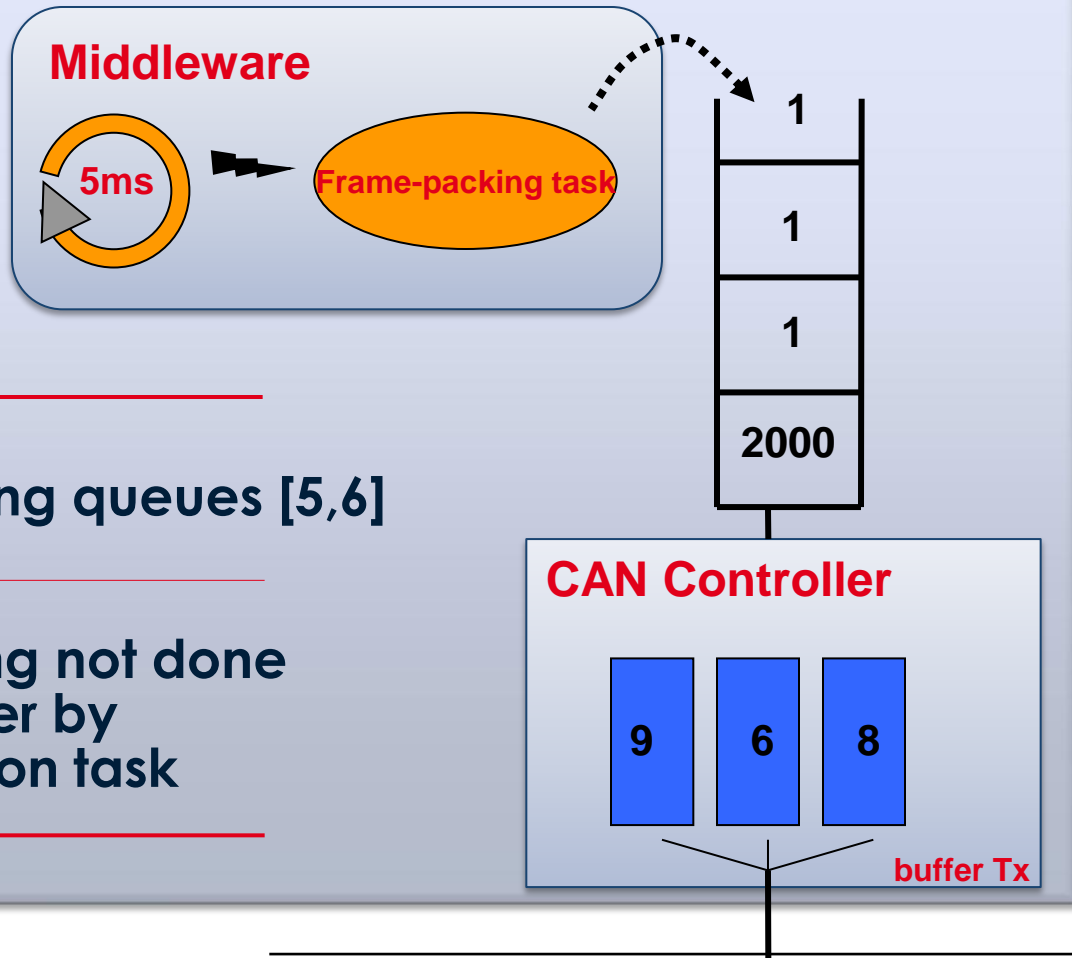 Middleware
5ms
Frame-packing task
1
1
1
2000
ng queues [5,6]
CAN Controller
ng not done
er by
on task
9 6 8
buffer Tx